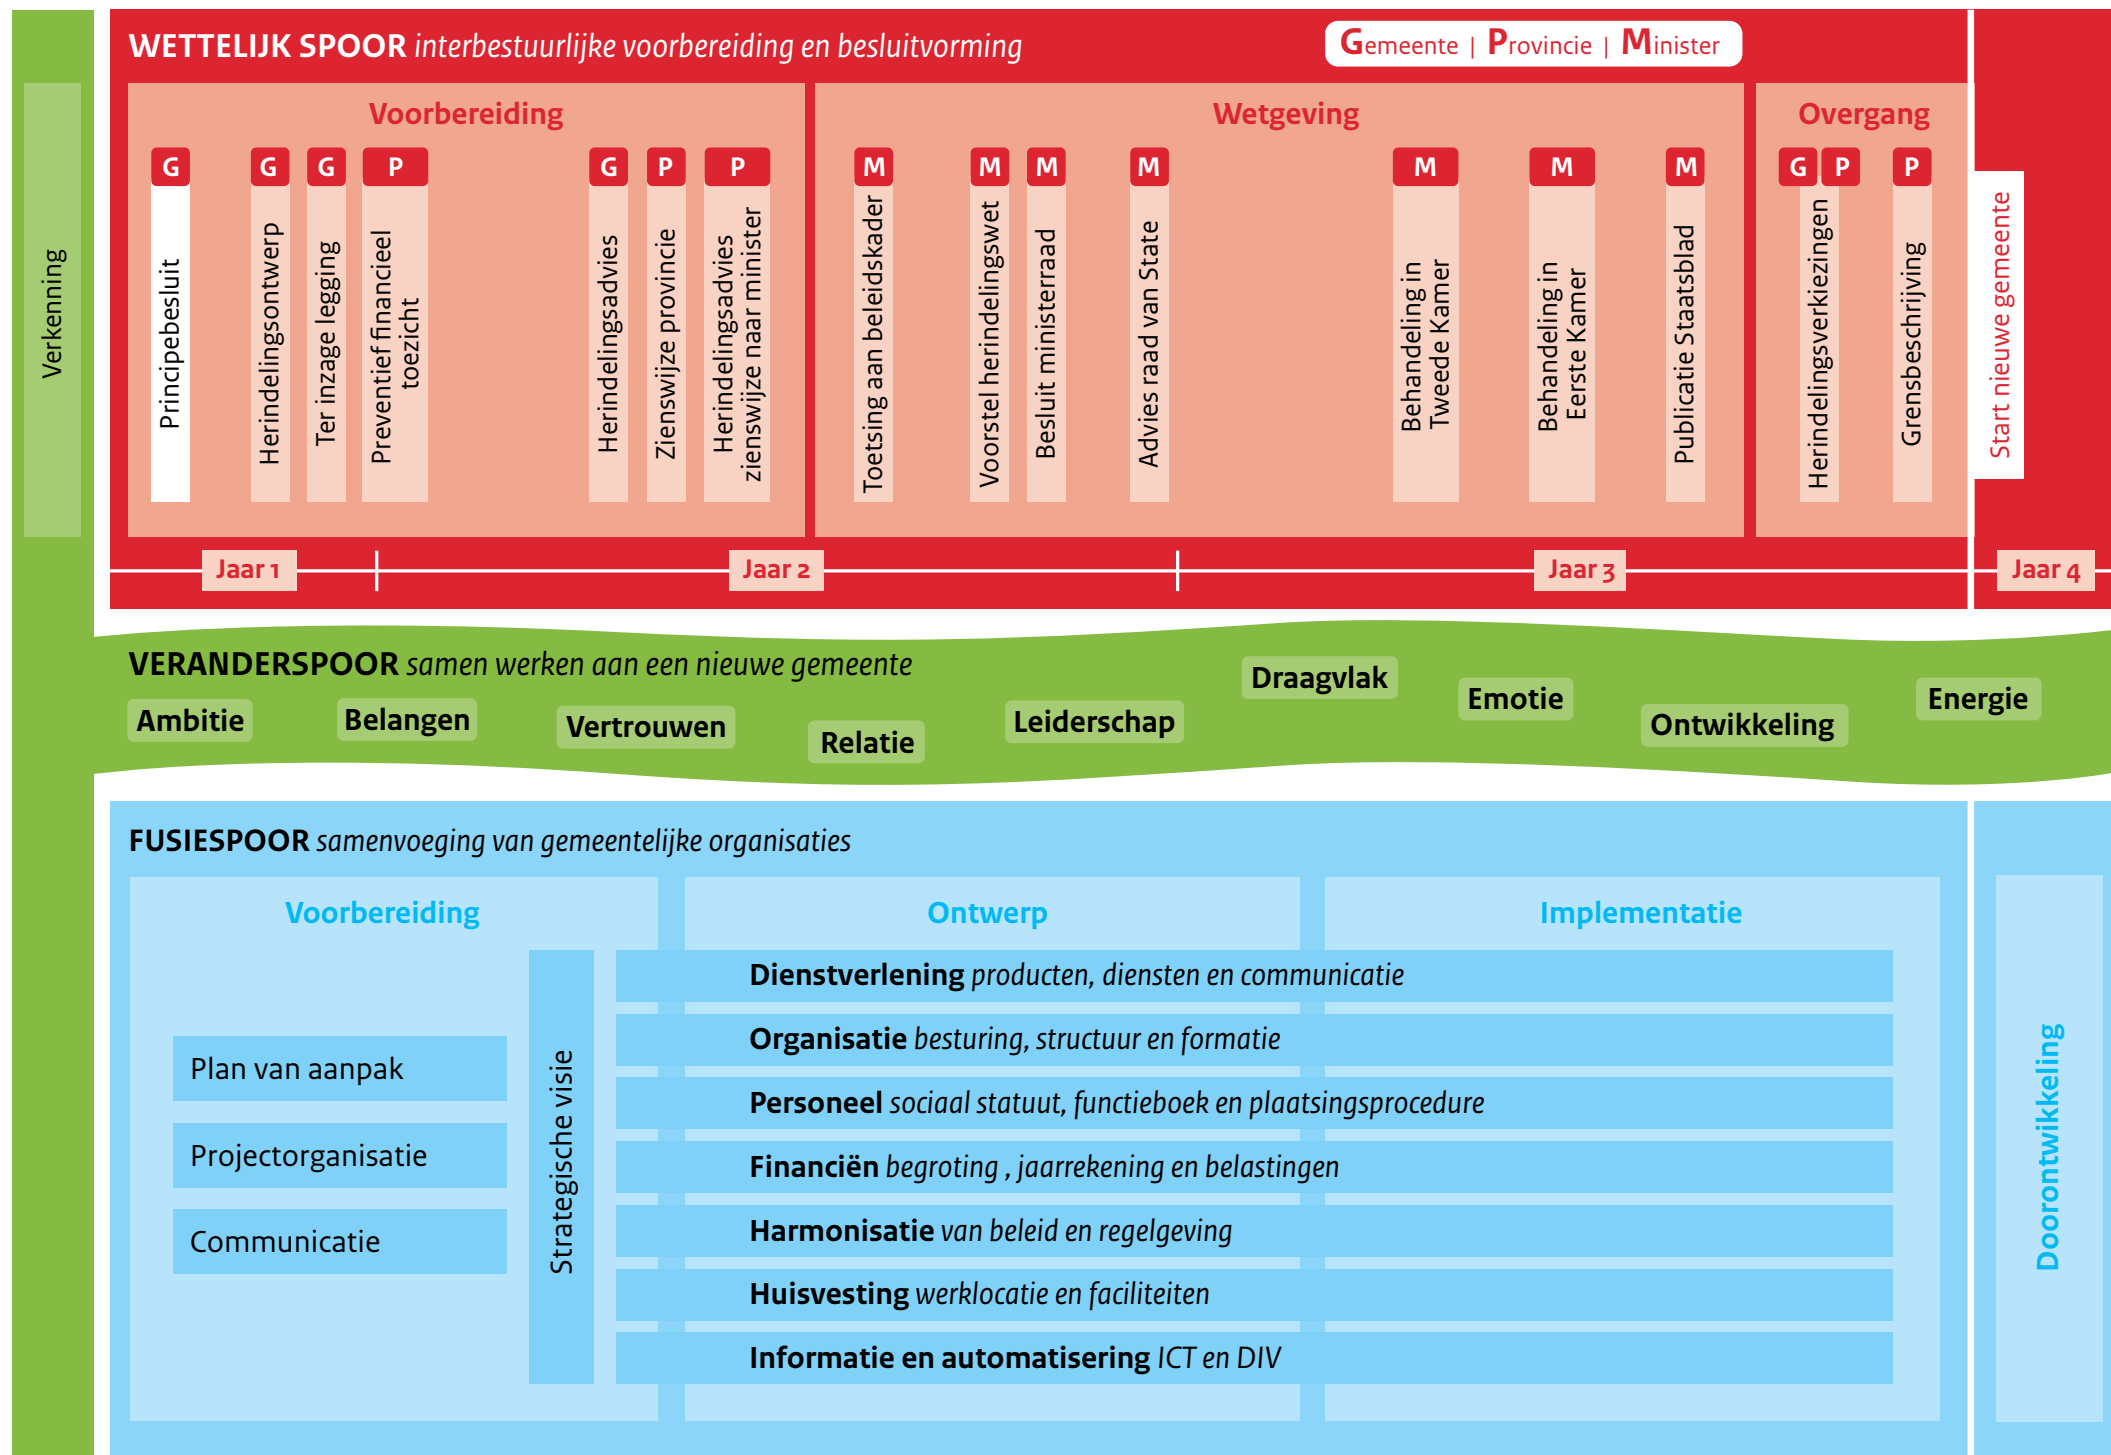 WETTELIJK SPOOR interbestuurlijke voorbereiding en besluitvorming
Gemeente | Provincie | Minister
Verkenning
Voorbereiding
G
Principebesluit
G
Herindelingsontwerp
G
Ter inzage legging
P
Preventief financieel
toezicht
G
Herindelingsadvies
P
Zienswijze provincie
P
Herindelingsadvies
zienswijze naar minister
Wetgeving
M
Toetsing aan beleidskader
M
Voorstel herindelingswet
M
Besluit ministerraad
M
Advies raad van State
M
Behandeling in
Tweede Kamer
M
Behandeling in
Eerste Kamer
M
Publicatie Staatsblad
Overgang
G P
Herindelingsverkiezingen
P
Grensbeschrijving
Start nieuwe gemeente
Jaar 1
Jaar 2
Jaar 3
Jaar 4
VERANDERSPOOR samen werken aan een nieuwe gemeente
Ambitie
Belangen
Vertrouwen
Relatie
Leiderschap
Draagvlak
Emotie
Ontwikkeling
Energie
FUSIESPOOR samenvoeging van gemeentelijke organisaties
Voorbereiding
Plan van aanpak
Projectorganisatie
Communicatie
Strategische visie
Ontwerp
Implementatie
Dienstverlening producten, diensten en communicatie
Organisatie besturing, structuur en formatie
Personeel sociaal statuut, functieboek en plaatsingsprocedure
Financiën begroting , jaarrekening en belastingen
Harmonisatie van beleid en regelgeving
Huisvesting werklocatie en faciliteiten
Informatie en automatisering ICT en DIV
Doorontwikkeling